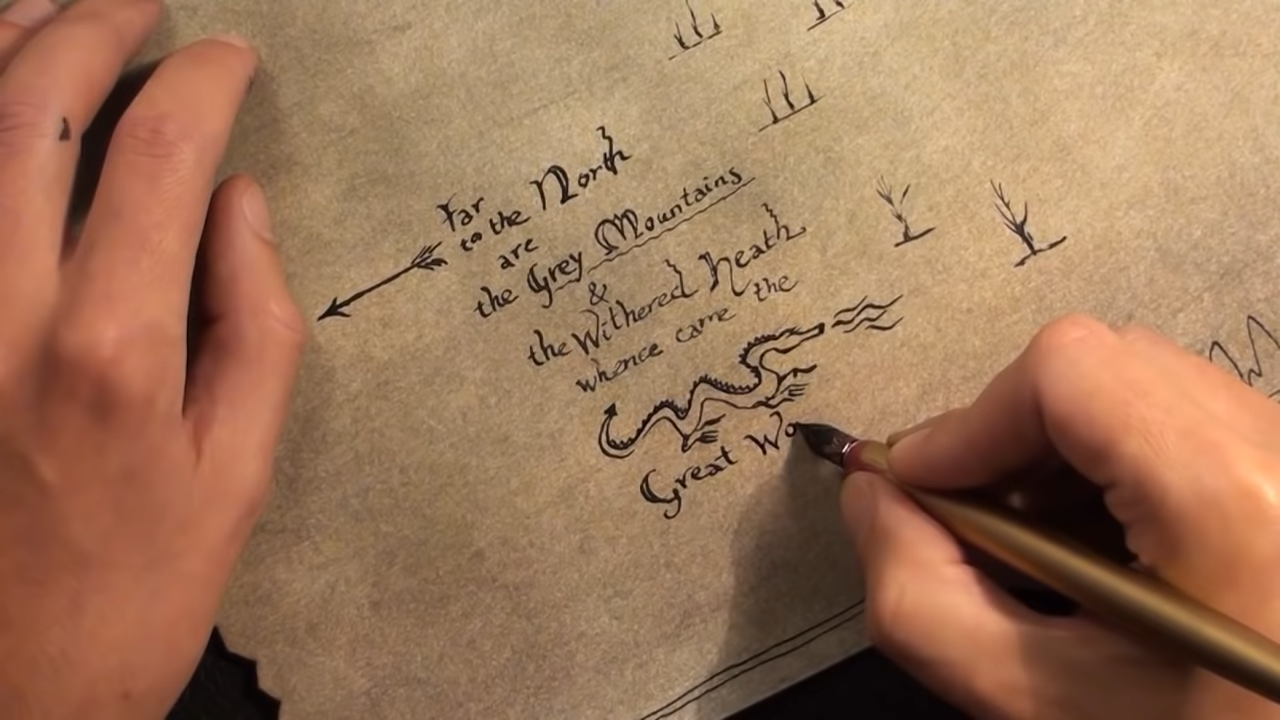 Far
to the North
are
the Grey Mountains
&
the Withered Heath
whence came the
Great Wo